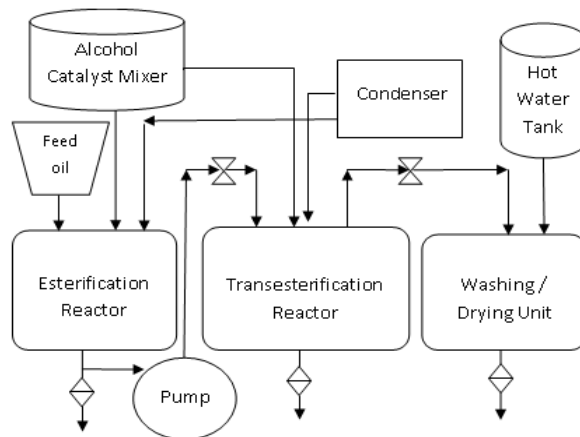 Alcohol
Catalyst Mixer
Condenser
Hot
Water
Tank
Feed
oil
Esterification
Reactor
Transesterification
Reactor
Washing /
Drying Unit
Pump